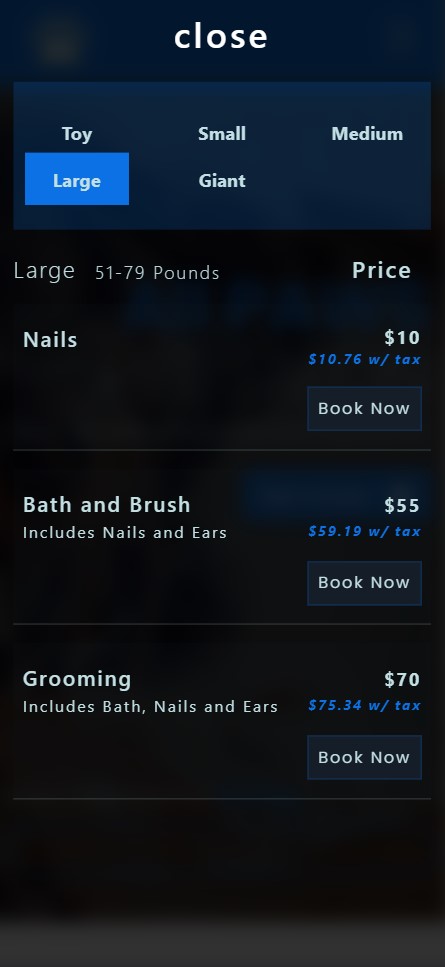 close
Toy Small Medium
Large Giant
Large 51-79 Pounds Price
Nails $10
$10.76 w/ tax
Book Now
Bath and Brush $55
Includes Nails and Ears $59.19 w/ tax
Book Now
Grooming $70
Includes Bath, Nails and Ears $75.34 w/ tax
Book Now